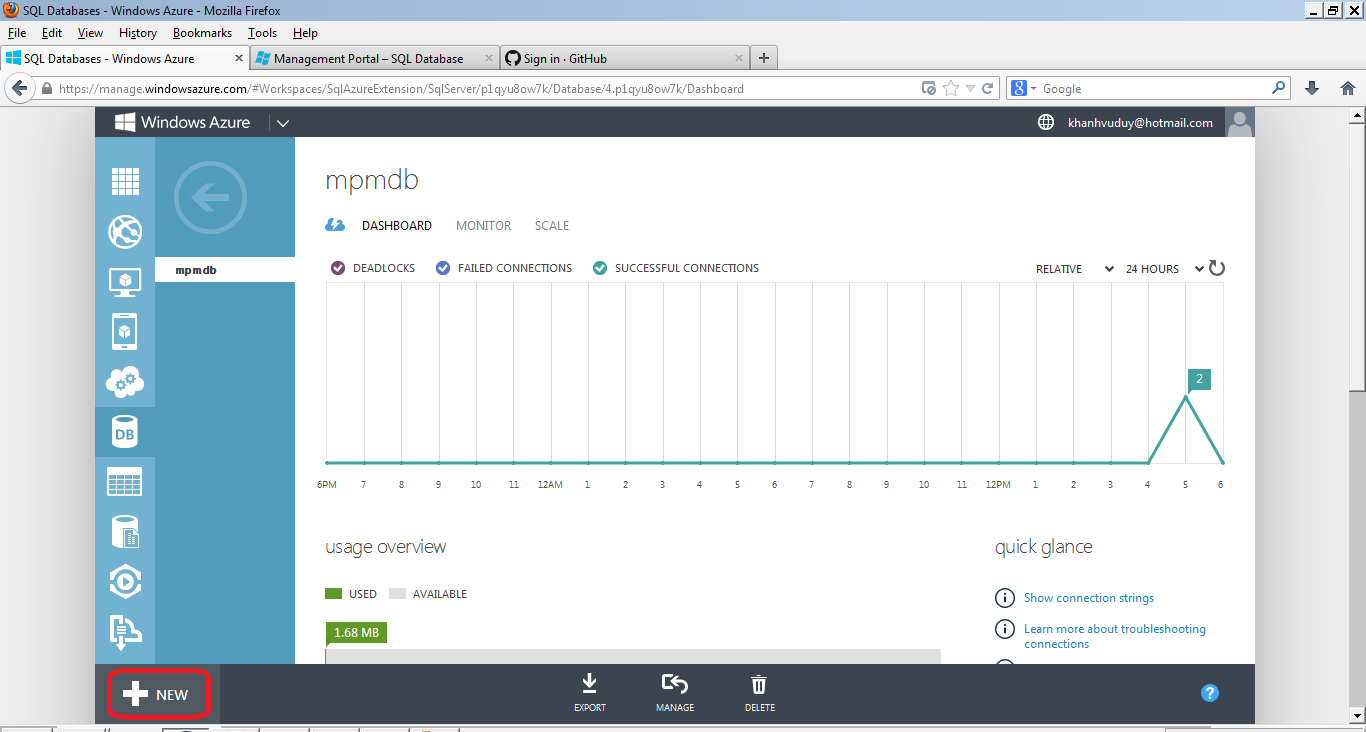 SQL Databases - Windows Azure - Mozilla Firefox
File Edit View History Bookmarks Tools Help
SQL Databases - Windows Azure × Management Portal – SQL Database × Sign in · GitHub × +
https://manage.windowsazure.com/#Workspaces/SqlAzureExtension/SqlServer/p1qyu8ow7k/Database/4.p1qyu8ow7k/Dashboard
8 Google
Windows Azure
khanhvuduy@hotmail.com
mpmdb
DASHBOARD MONITOR SCALE
mpmdb
DEADLOCKS FAILED CONNECTIONS SUCCESSFUL CONNECTIONS
RELATIVE 24 HOURS
2
DB
6PM 7 8 9 10 11 12AM 1 2 3 4 5 6 7 8 9 10 11 12PM 1 2 3 4 5 6
usage overview
quick glance
USED AVAILABLE
Show connection strings
1.68 MB
Learn more about troubleshooting
connections
NEW
EXPORT MANAGE DELETE
?